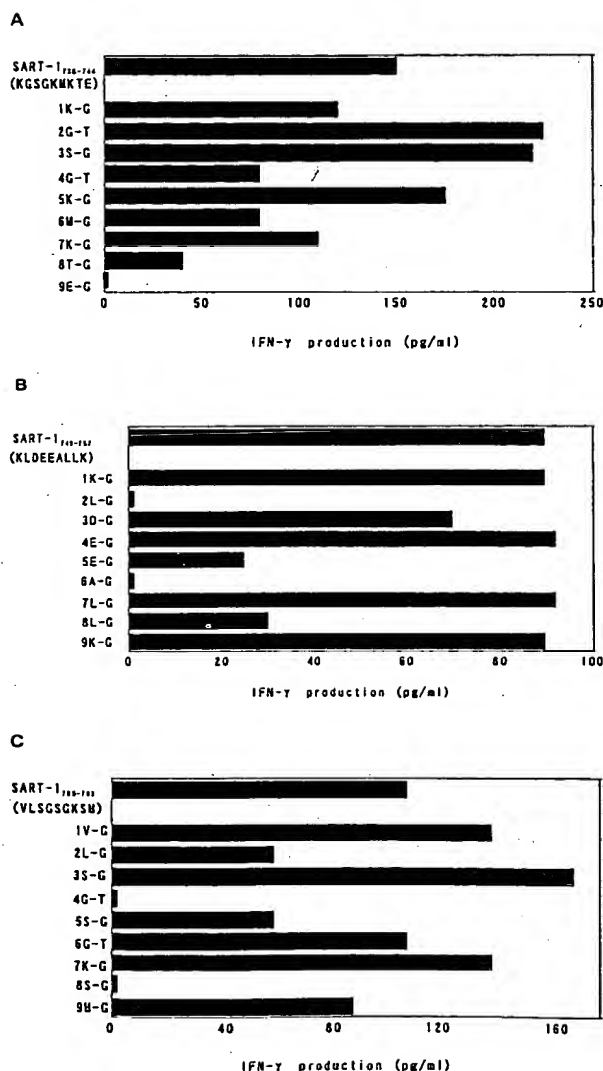 A
SART-1
(KGSGKMKTE)
1K-G
2G-T
3S-G
4G-T
5K-G
6M-G
7K-G
8T-G
9E-G
0 50 100 150 200 250
IFN-γ production (pg/ml)
B
SART-1
(KLDEEALLK)
1K-G
2L-G
3D-G
4E-G
5E-G
6A-G
7L-G
8L-G
9K-G
0 20 40 60 80 100
IFN-γ production (pg/ml)
C
SART-1
(VLSGSGKSM)
1V-G
2L-G
3S-G
4G-T
5S-G
6G-T
7K-G
8S-G
9M-G
0 40 80 120 160
IFN-γ production (pg/ml)